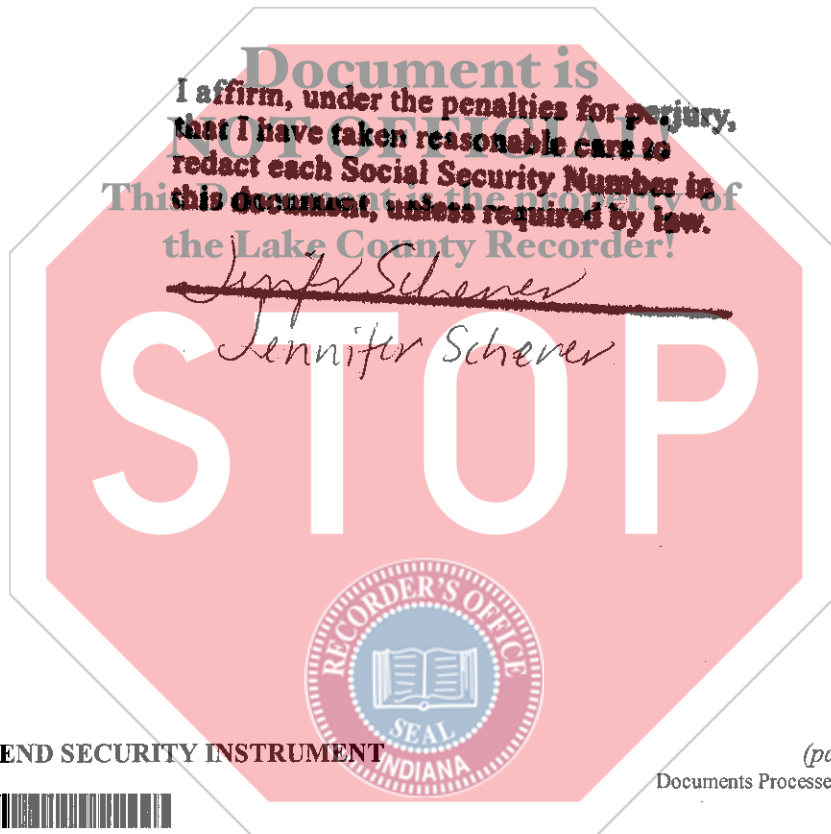 Document is
I affirm, under the penalties for perjury,
NOT OFFICIAL!
that I have taken reasonable care to
redact each Social Security Number in
This Document is the property of
this document, unless required by law.
the Lake County Recorder!
Jennifer Scherer
STOP
RECORDER'S OFFICE
SEAL
INDIANA
END SECURITY INSTRUMENT
Documents Processe